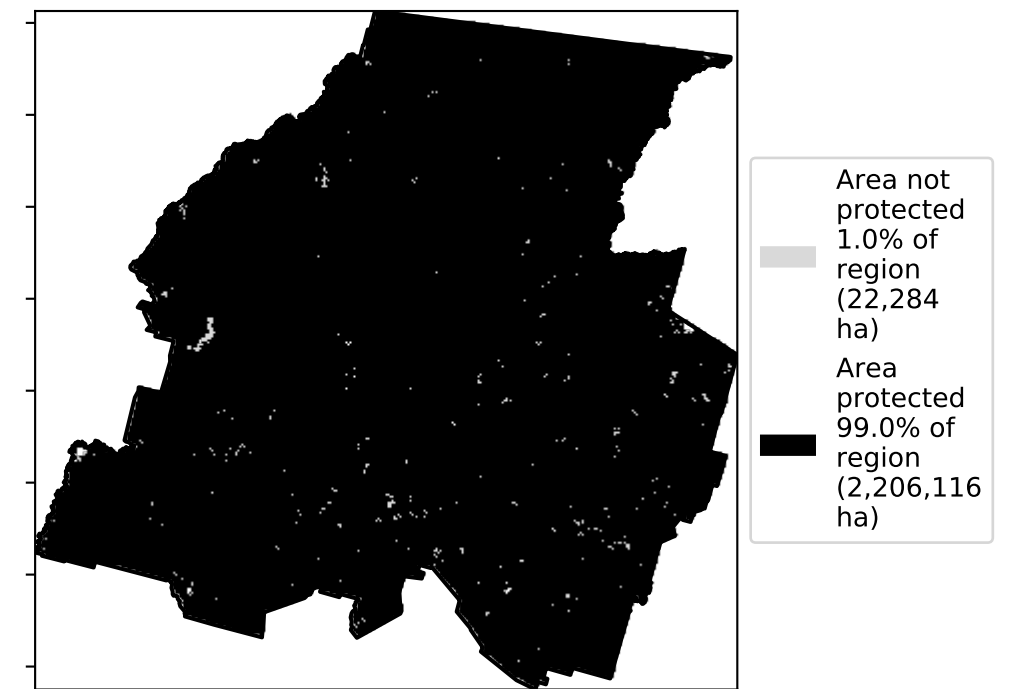 Area not
protected
1.0% of
region
(22,284
ha)
Area
protected
99.0% of
region
(2,206,116
ha)